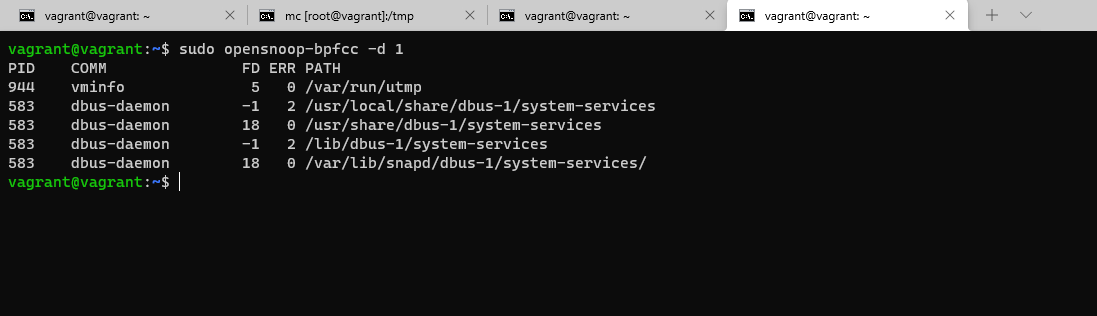 vagrant@vagrant: ~
mc [root@vagrant]:/tmp
vagrant@vagrant: ~
vagrant@vagrant: ~
vagrant@vagrant:~$ sudo opensnoop-bpfcc -d 1
PID    COMM               FD ERR PATH
944    vminfo              5   0 /var/run/utmp
583    dbus-daemon        -1   2 /usr/local/share/dbus-1/system-services
583    dbus-daemon        18   0 /usr/share/dbus-1/system-services
583    dbus-daemon        -1   2 /lib/dbus-1/system-services
583    dbus-daemon        18   0 /var/lib/snapd/dbus-1/system-services/
vagrant@vagrant:~$